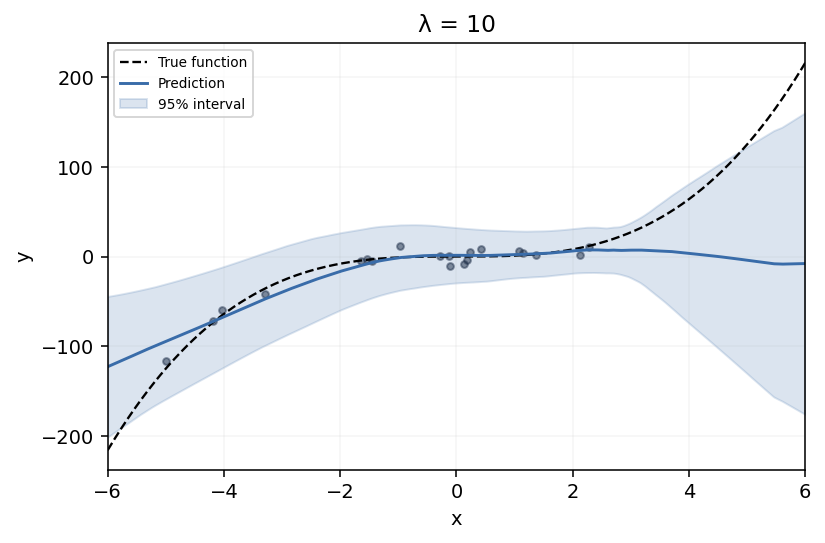 λ = 10
True function
Prediction
95% interval
200
100
0
−100
−200
y
−6
−4
−2
0
2
4
6
x